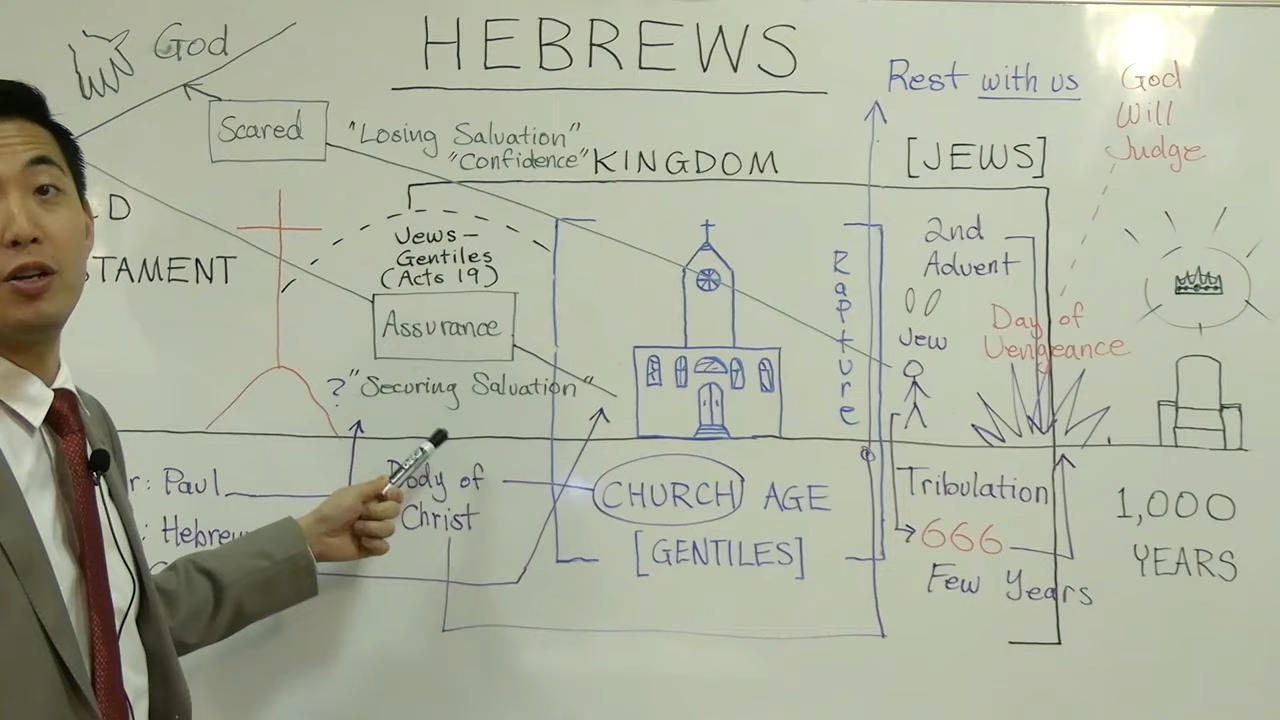 HEBREWS
God
Rest with us
God
Will
Judge
Scared
"Losing Salvation"
"Confidence"
KINGDOM
[JEWS]
TAMENT
Jews-
Gentiles
(Acts 19)
Assurance
? "Securing Salvation"
Rapture
2nd
Advent
Jew
Day of
Vengeance
r: Paul
: Hebrew
Body of
Christ
CHURCH AGE
[GENTILES]
Tribulation
666
Few Years
1,000
YEARS